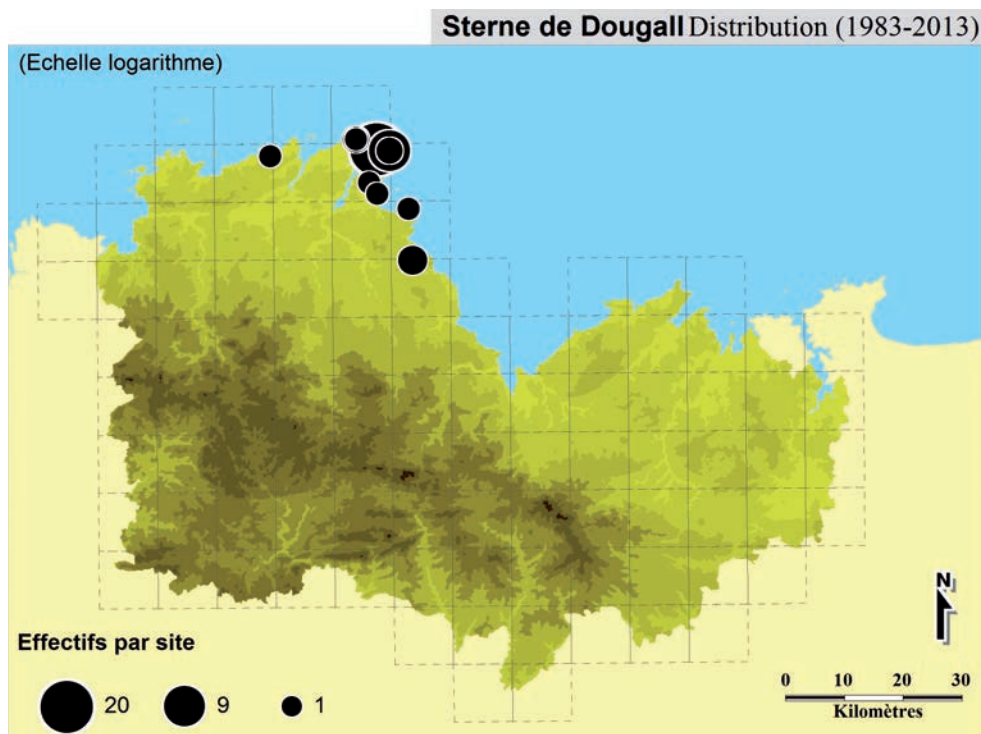 Sterne de Dougall Distribution (1983-2013)
(Echelle logarithme)
N
Effectifs par site
20 9 1
0 10 20 30
Kilomètres